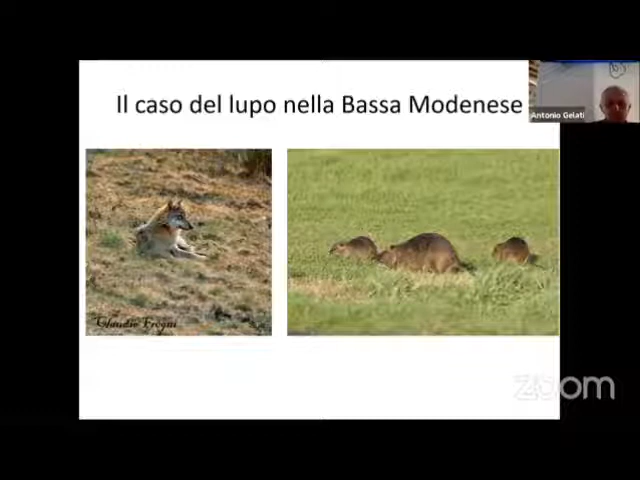 Il caso del lupo nella Bassa Modenese
Antonio Gelati
Claudio Fregni
zoom